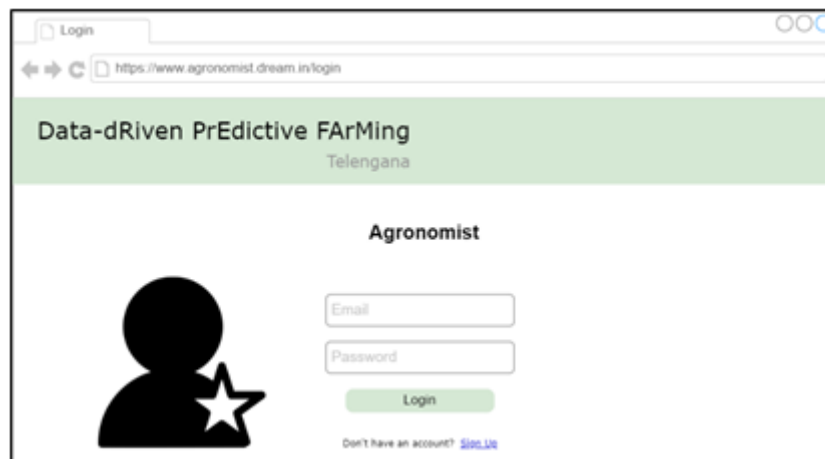 Login
https://www.agronomist.dream.in/login
Data-dRiven PrEdictive FArMing
Telengana
Agronomist
Email
Password
Login
Don't have an account? Sign Up